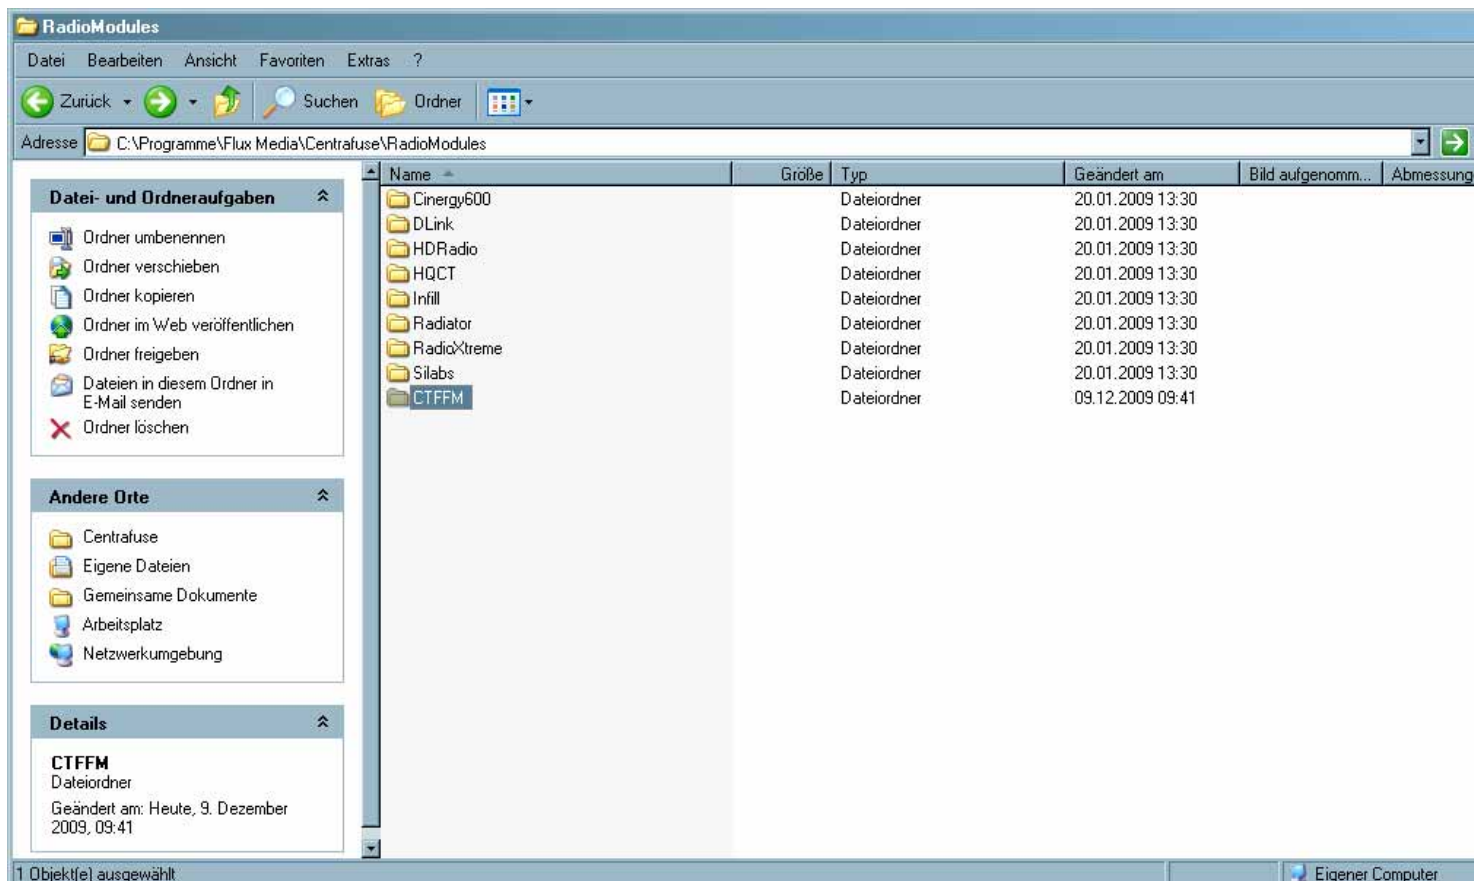 RadioModules
Datei Bearbeiten Ansicht Favoriten Extras ?
Zurück Suchen Ordner
Adresse C:\Programme\Flux Media\Centrafuse\RadioModules
Datei- und Ordneraufgaben
Ordner umbenennen
Ordner verschieben
Ordner kopieren
Ordner im Web veröffentlichen
Ordner freigeben
Dateien in diesem Ordner in
E-Mail senden
Ordner löschen
Andere Orte
Centrafuse
Eigene Dateien
Gemeinsame Dokumente
Arbeitsplatz
Netzwerkumgebung
Details
CTFFM
Dateiordner
Geändert am: Heute, 9. Dezember
2009, 09:41
Name Größe Typ Geändert am Bild aufgenomm... Abmessung
Cinergy600 Dateiordner 20.01.2009 13:30
DLink Dateiordner 20.01.2009 13:30
HDRadio Dateiordner 20.01.2009 13:30
HQCT Dateiordner 20.01.2009 13:30
Infill Dateiordner 20.01.2009 13:30
Radiator Dateiordner 20.01.2009 13:30
RadioXtreme Dateiordner 20.01.2009 13:30
Silabs Dateiordner 20.01.2009 13:30
CTFFM Dateiordner 09.12.2009 09:41
1 Objekt(e) ausgewählt Eigener Computer